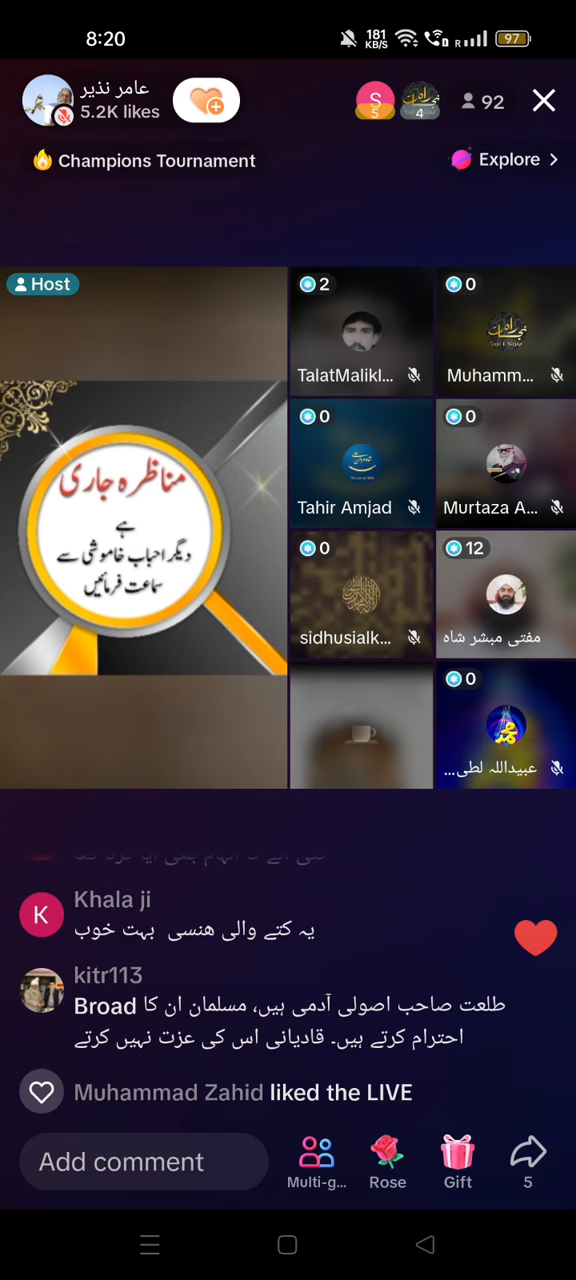 8:20
181
KB/S
R
97
عامر نذیر
5.2K likes
S
5
4
92
Champions Tournament
Explore
Host
مناظرہ جاری
ہے
دیگر احباب خاموشی سے
سماعت فرمائیں
2
TalatMalikI...
0
Muhamm...
0
Tahir Amjad
0
Murtaza A...
0
sidhusialk...
12
مفتی مبشر شاہ
0
محمد
عبیداللہ لطی...
K
Khala ji
یہ کتے والی ھنسی بہت خوب
kitr113
طلعت صاحب اصولی آدمی ہیں، مسلمان ان کا Broad
احترام کرتے ہیں۔ قادیانی اس کی عزت نہیں کرتے
Muhammad Zahid liked the LIVE
Add comment
Multi-g...
Rose
Gift
5